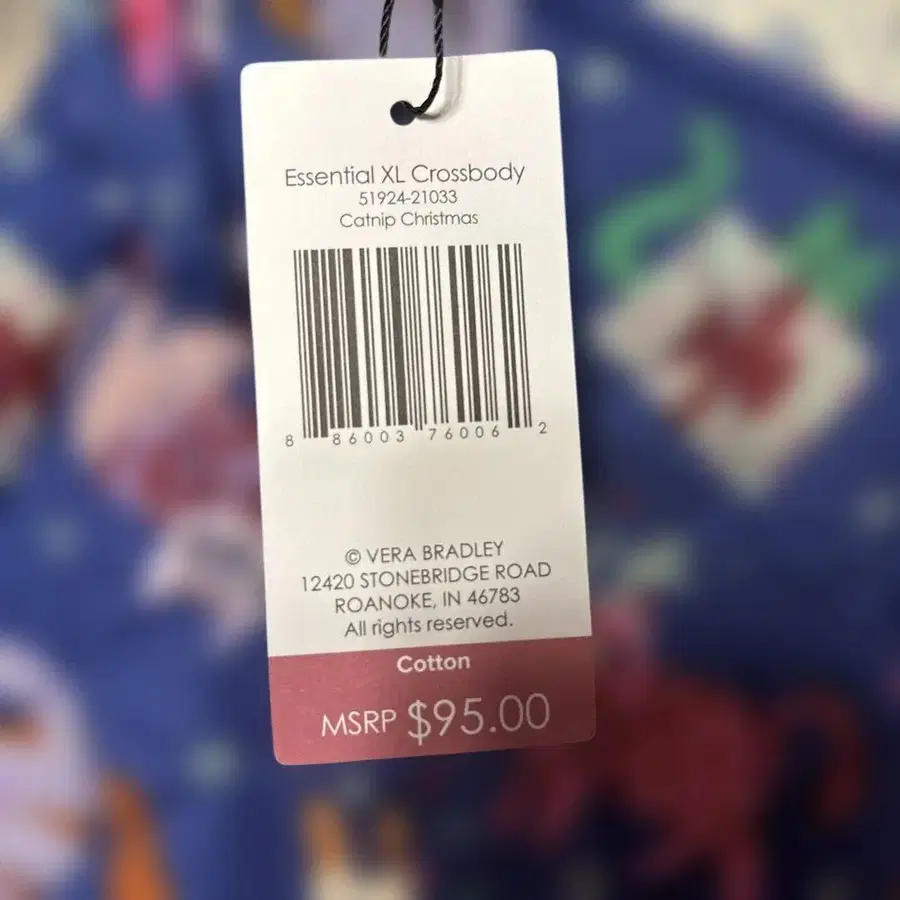 Essential XL Crossbody
51924-21033
Catnip Christmas
8 86003 76006 2
© VERA BRADLEY
12420 STONEBRIDGE ROAD
ROANOKE, IN 46783
All rights reserved.
Cotton
MSRP $95.00